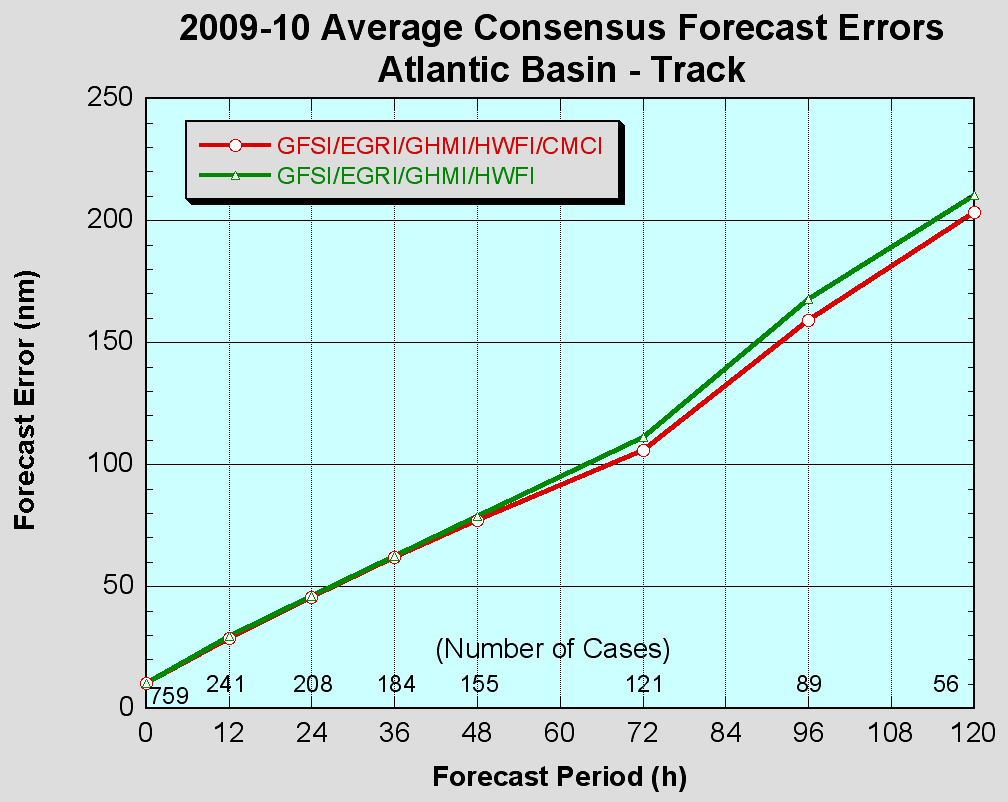 2009-10 Average Consensus Forecast Errors
Atlantic Basin - Track
250
GFSI/EGRI/GHMI/HWFI/CMCI
GFSI/EGRI/GHMI/HWFI
200
150
100
50
0
Forecast Error (nm)
(Number of Cases)
759 241 208 184 155 121 89 56
0 12 24 36 48 60 72 84 96 108 120
Forecast Period (h)